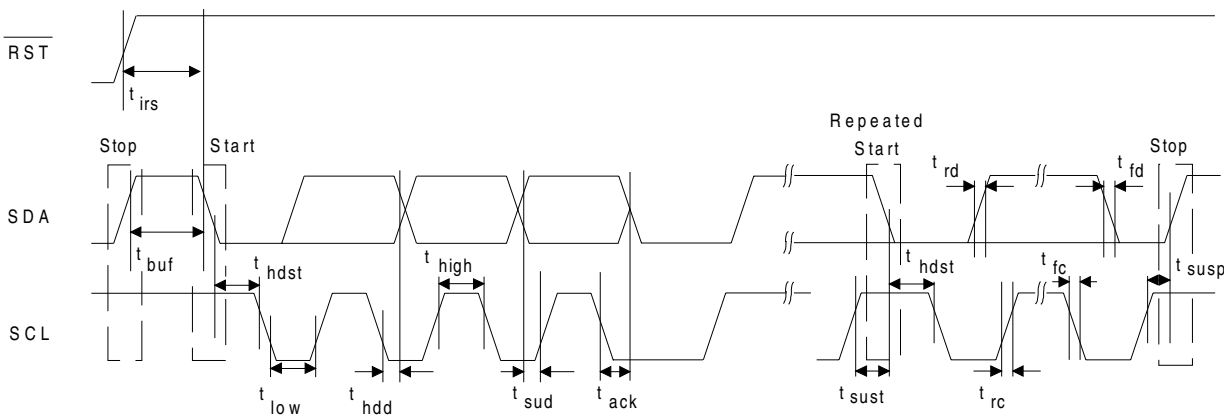 RST
t irs
Repeated
Stop
Start
Start
Stop
t rd
t fd
SDA
t buf
t hdst
t high
t hdst
t fc
t susp
SCL
t low
t hdd
t sud
t ack
t sust
t rc